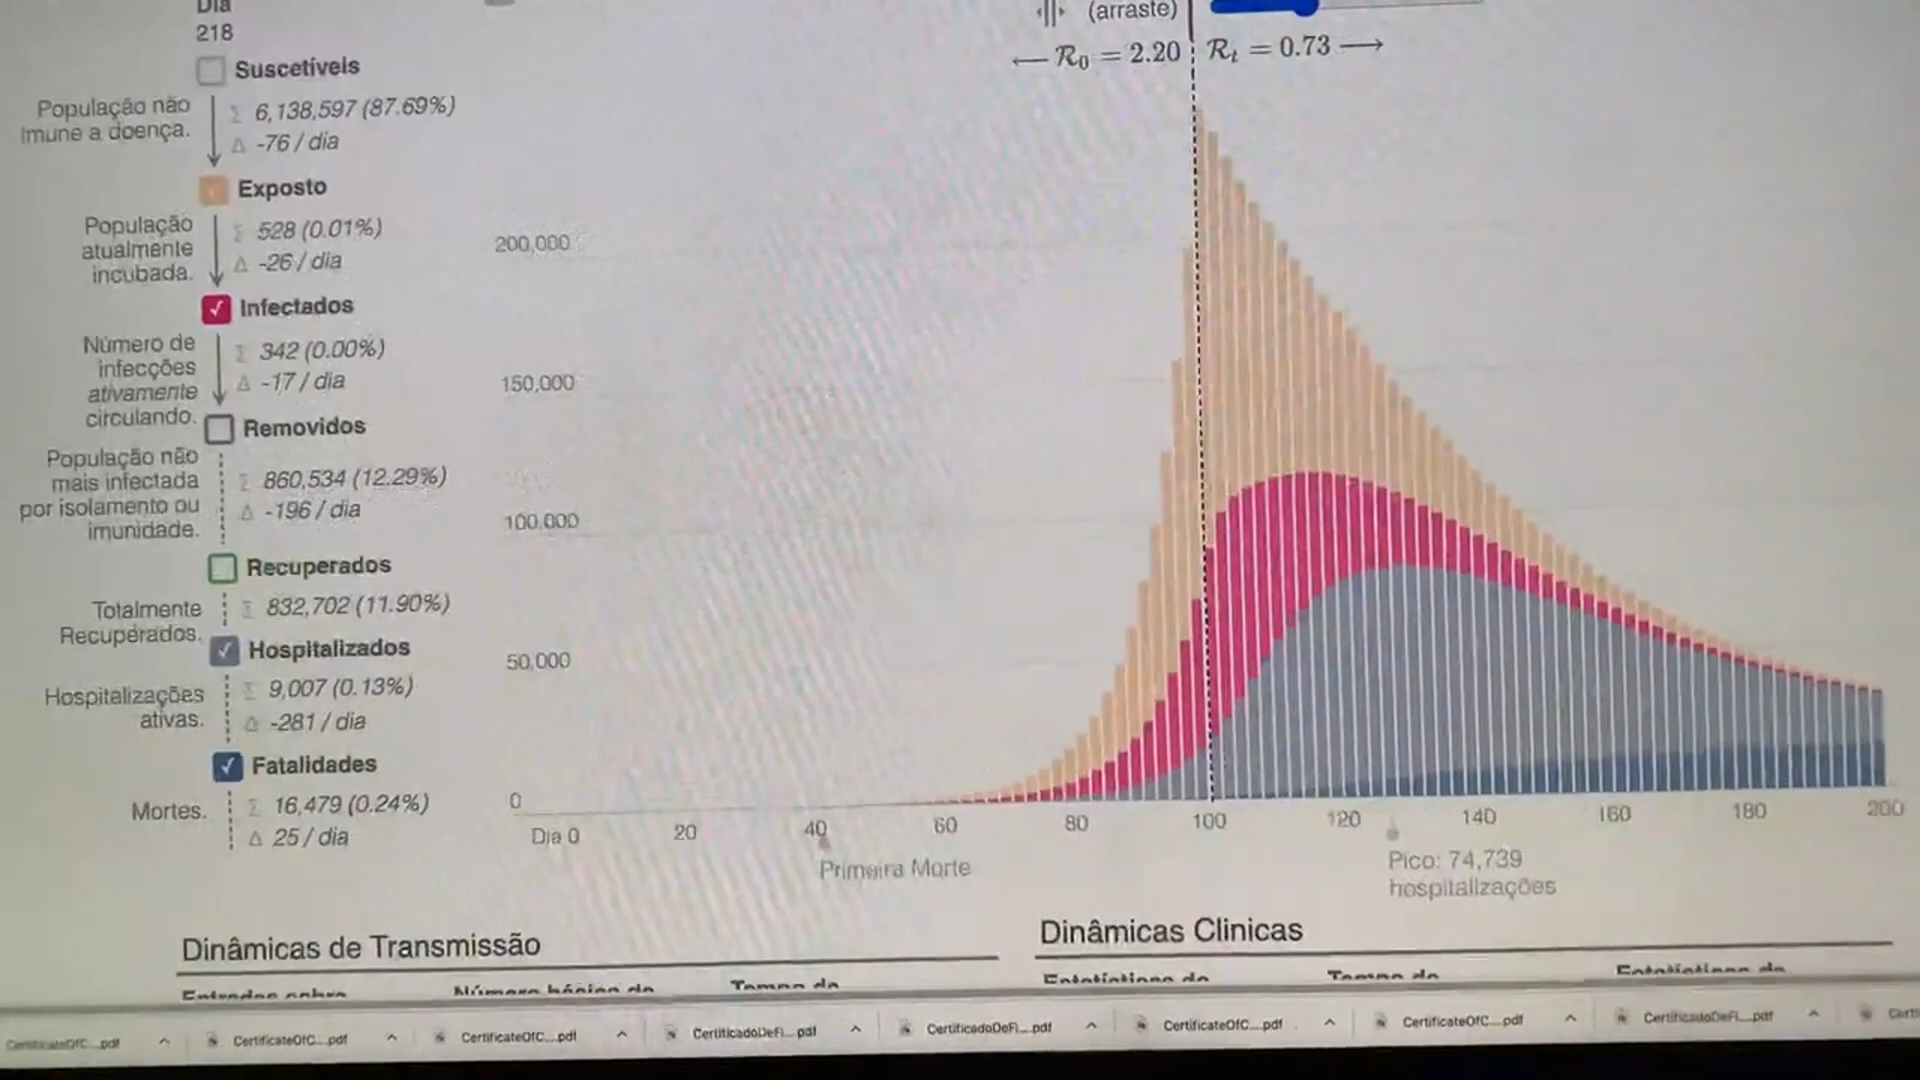 Dia
218
(arraste)
← R₀ = 2.20
Rₜ = 0.73 →
Suscetíveis
População não
imune a doença.
Σ 6,138,597 (87.69%)
Δ -76 / dia
Exposto
População
atualmente
incubada.
Σ 528 (0.01%)
Δ -26 / dia
Infectados
Número de
infecções
ativamente
circulando.
Σ 342 (0.00%)
Δ -17 / dia
Removidos
População não
mais infectada
por isolamento ou
imunidade.
Σ 860,534 (12.29%)
Δ -196 / dia
Recuperados
Totalmente
Recuperados.
Σ 832,702 (11.90%)
Hospitalizados
Hospitalizações
ativas.
Σ 9,007 (0.13%)
Δ -281 / dia
Fatalidades
Mortes.
Σ 16,479 (0.24%)
Δ 25 / dia
200,000
150,000
100,000
50,000
0
Dia 0 20 40 60 80 100 120 140 160 180 200
Primeira Morte
Pico: 74,739
hospitalizações
Dinâmicas de Transmissão
Dinâmicas Clinicas
CertificateOfC....pdf
CertificateOfC....pdf
CertificateOfC....pdf
CertificadoDeFi....pdf
CertificadoDeFi....pdf
CertificateOfC....pdf
CertificateOfC....pdf
CertificadoDeFi....pdf